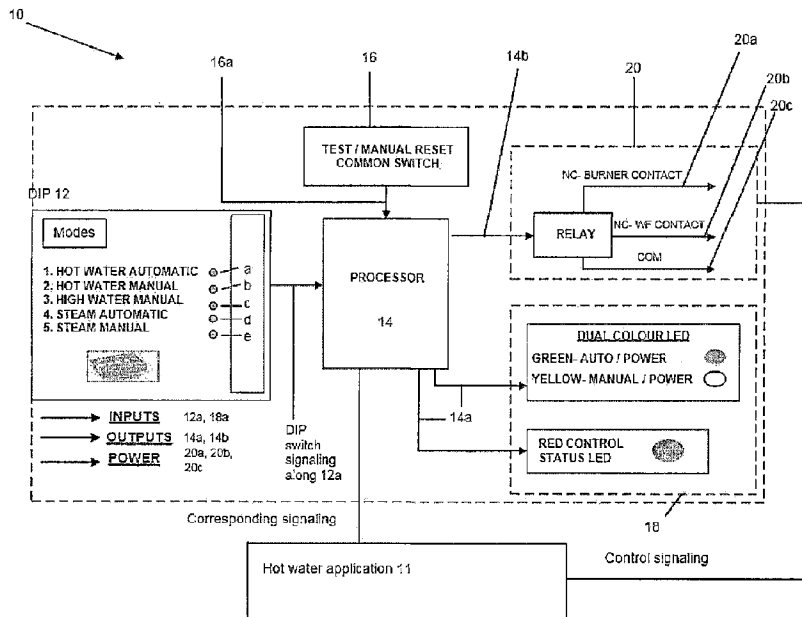 10
16a
16
14b
20
20a
20b
20c
TEST / MANUAL RESET
COMMON SWITCH
DIP 12
Modes
1. HOT WATER AUTOMATIC
2. HOT WATER MANUAL
3. HIGH WATER MANUAL
4. STEAM AUTOMATIC
5. STEAM MANUAL
a
b
c
d
e
PROCESSOR
14
NC- BURNER CONTACT
RELAY
NC- WF CONTACT
COM
DUAL COLOUR LED
GREEN- AUTO / POWER
YELLOW- MANUAL / POWER
14a
RED CONTROL
STATUS LED
INPUTS 12a, 18a
OUTPUTS 14a, 14b
POWER 20a, 20b,
20c
DIP
switch
signaling
along 12a
18
Corresponding signaling
Control signaling
Hot water application 11